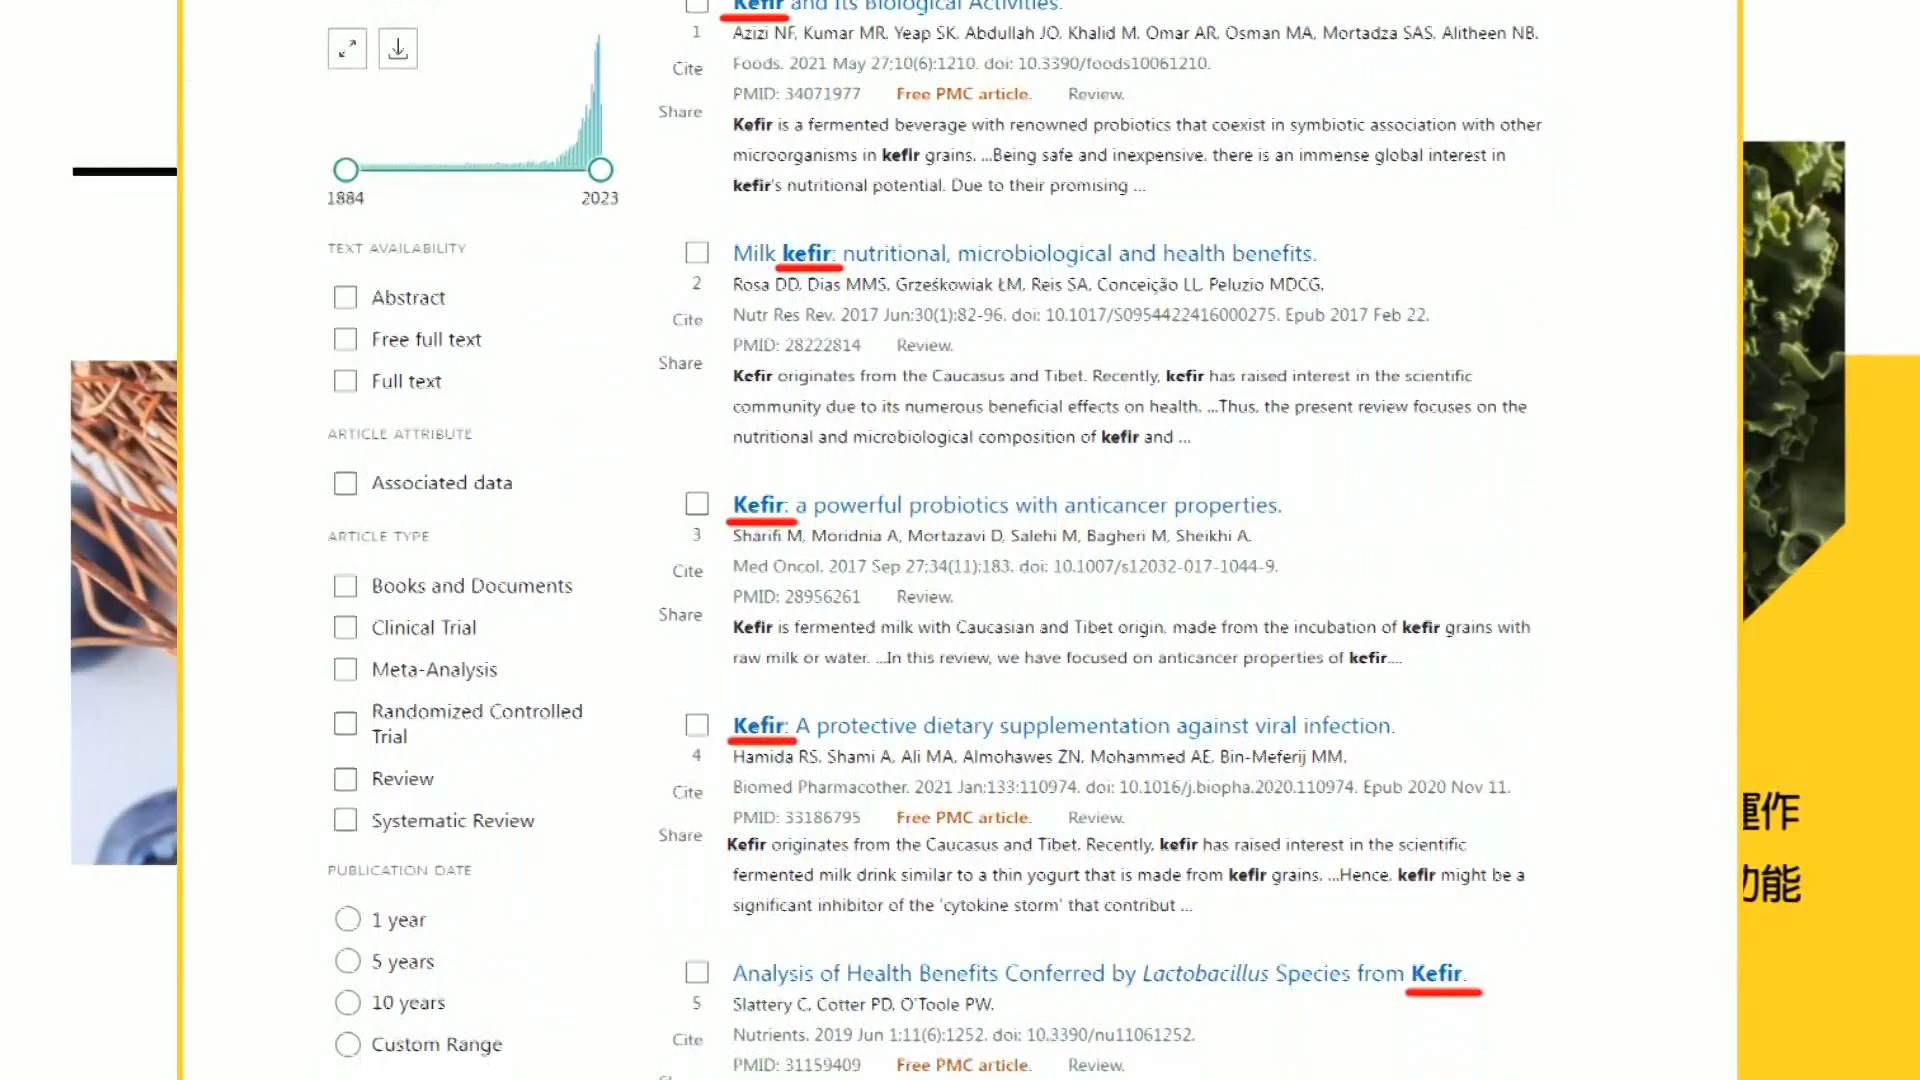 1884
2023
TEXT AVAILABILITY
Abstract
Free full text
Full text
ARTICLE ATTRIBUTE
Associated data
ARTICLE TYPE
Books and Documents
Clinical Trial
Meta-Analysis
Randomized Controlled
Trial
Review
Systematic Review
PUBLICATION DATE
1 year
5 years
10 years
Custom Range
Kefir and Its Biological Activities.
1
Azizi NF, Kumar MR, Yeap SK, Abdullah JO, Khalid M, Omar AR, Osman MA, Mortadza SAS, Alitheen NB.
Cite
Foods. 2021 May 27;10(6):1210. doi: 10.3390/foods10061210.
PMID: 34071977 Free PMC article. Review.
Share
Kefir is a fermented beverage with renowned probiotics that coexist in symbiotic association with other
microorganisms in kefir grains. ...Being safe and inexpensive, there is an immense global interest in
kefir's nutritional potential. Due to their promising ...
Milk kefir: nutritional, microbiological and health benefits.
2
Rosa DD, Dias MMS, Grześkowiak ŁM, Reis SA, Conceição LL, Peluzio MDCG.
Cite
Nutr Res Rev. 2017 Jun;30(1):82-96. doi: 10.1017/S0954422416000275. Epub 2017 Feb 22.
PMID: 28222814 Review.
Share
Kefir originates from the Caucasus and Tibet. Recently, kefir has raised interest in the scientific
community due to its numerous beneficial effects on health. ...Thus, the present review focuses on the
nutritional and microbiological composition of kefir and ...
Kefir: a powerful probiotics with anticancer properties.
3
Sharifi M, Moridnia A, Mortazavi D, Salehi M, Bagheri M, Sheikhi A.
Cite
Med Oncol. 2017 Sep 27;34(11):183. doi: 10.1007/s12032-017-1044-9.
PMID: 28956261 Review.
Share
Kefir is fermented milk with Caucasian and Tibet origin, made from the incubation of kefir grains with
raw milk or water. ...In this review, we have focused on anticancer properties of kefir....
Kefir: A protective dietary supplementation against viral infection.
4
Hamida RS, Shami A, Ali MA, Almohawes ZN, Mohammed AE, Bin-Meferij MM.
Cite
Biomed Pharmacother. 2021 Jan;133:110974. doi: 10.1016/j.biopha.2020.110974. Epub 2020 Nov 11.
PMID: 33186795 Free PMC article. Review.
Share
Kefir originates from the Caucasus and Tibet. Recently, kefir has raised interest in the scientific
fermented milk drink similar to a thin yogurt that is made from kefir grains. ...Hence, kefir might be a
significant inhibitor of the 'cytokine storm' that contribut ...
Analysis of Health Benefits Conferred by Lactobacillus Species from Kefir.
5
Slattery C, Cotter PD, O'Toole PW.
Cite
Nutrients. 2019 Jun 1;11(6):1252. doi: 10.3390/nu11061252.
PMID: 31159409 Free PMC article. Review.
運作
功能